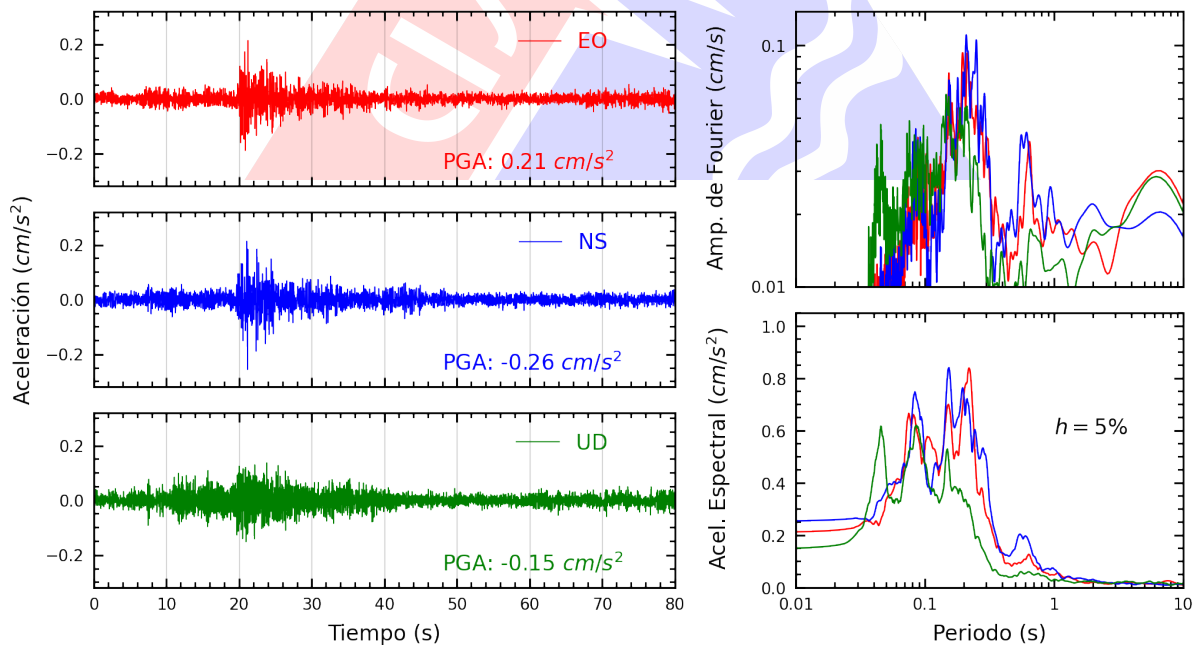 Aceleración (cm/s²)
0.2
0.0
−0.2
EO
PGA: 0.21 cm/s²
0.2
0.0
−0.2
NS
PGA: -0.26 cm/s²
0.2
0.0
−0.2
UD
PGA: -0.15 cm/s²
0 10 20 30 40 50 60 70 80
Tiempo (s)
Amp. de Fourier (cm/s)
0.1
0.01
Acel. Espectral (cm/s²)
1.0
0.8
0.6
0.4
0.2
0.0
h = 5%
0.01 0.1 1 10
Periodo (s)